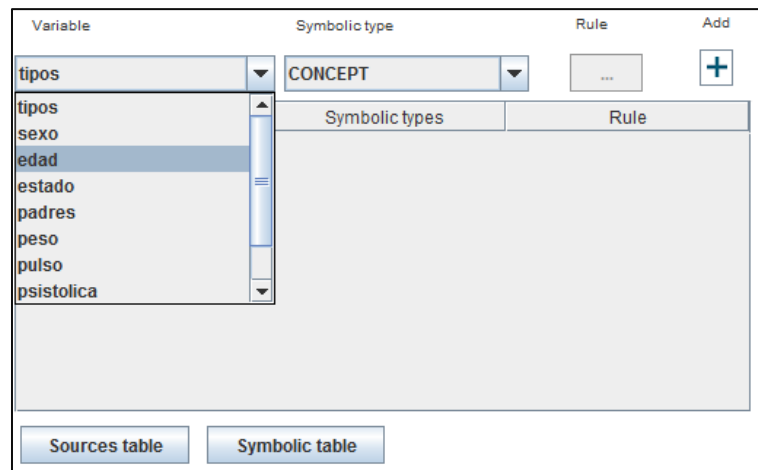 Variable Symbolic type Rule Add
tipos CONCEPT ... +
tipos Symbolic types Rule
sexo
edad
estado
padres
peso
pulso
psistolica
Sources table Symbolic table